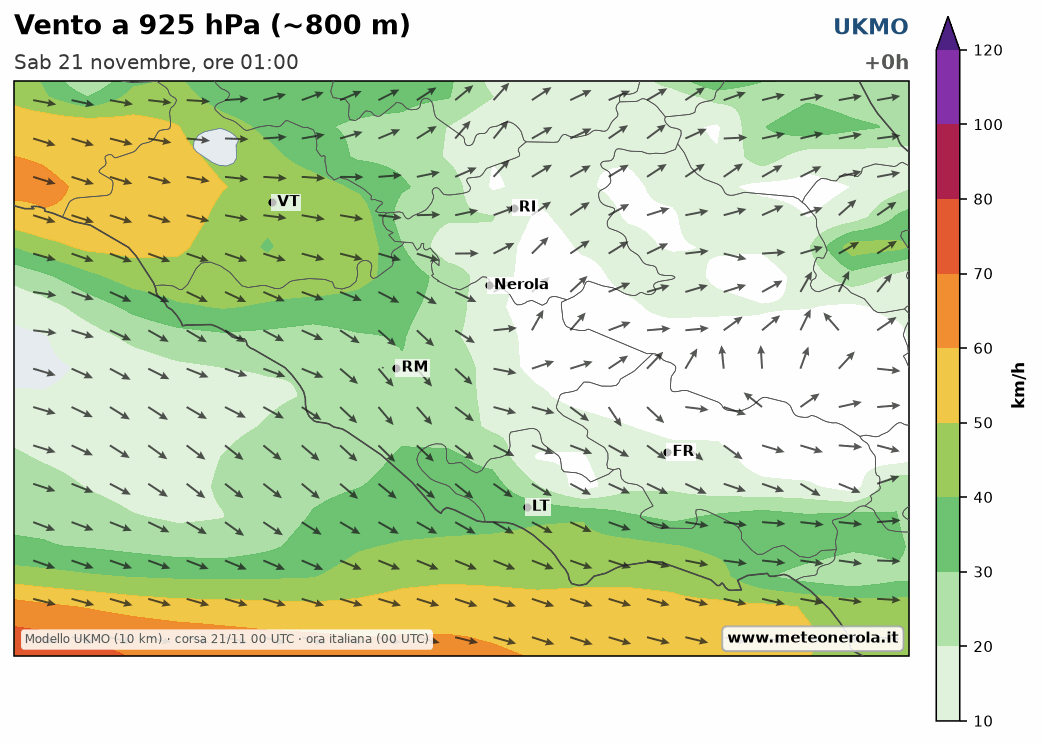 Vento a 925 hPa (~800 m)
UKMO
Sab 21 novembre, ore 01:00
+0h
120
100
80
70
60
50
40
30
20
10
km/h
VT
RI
Nerola
RM
FR
LT
Modello UKMO (10 km) · corsa 21/11 00 UTC · ora italiana (00 UTC)
www.meteonerola.it